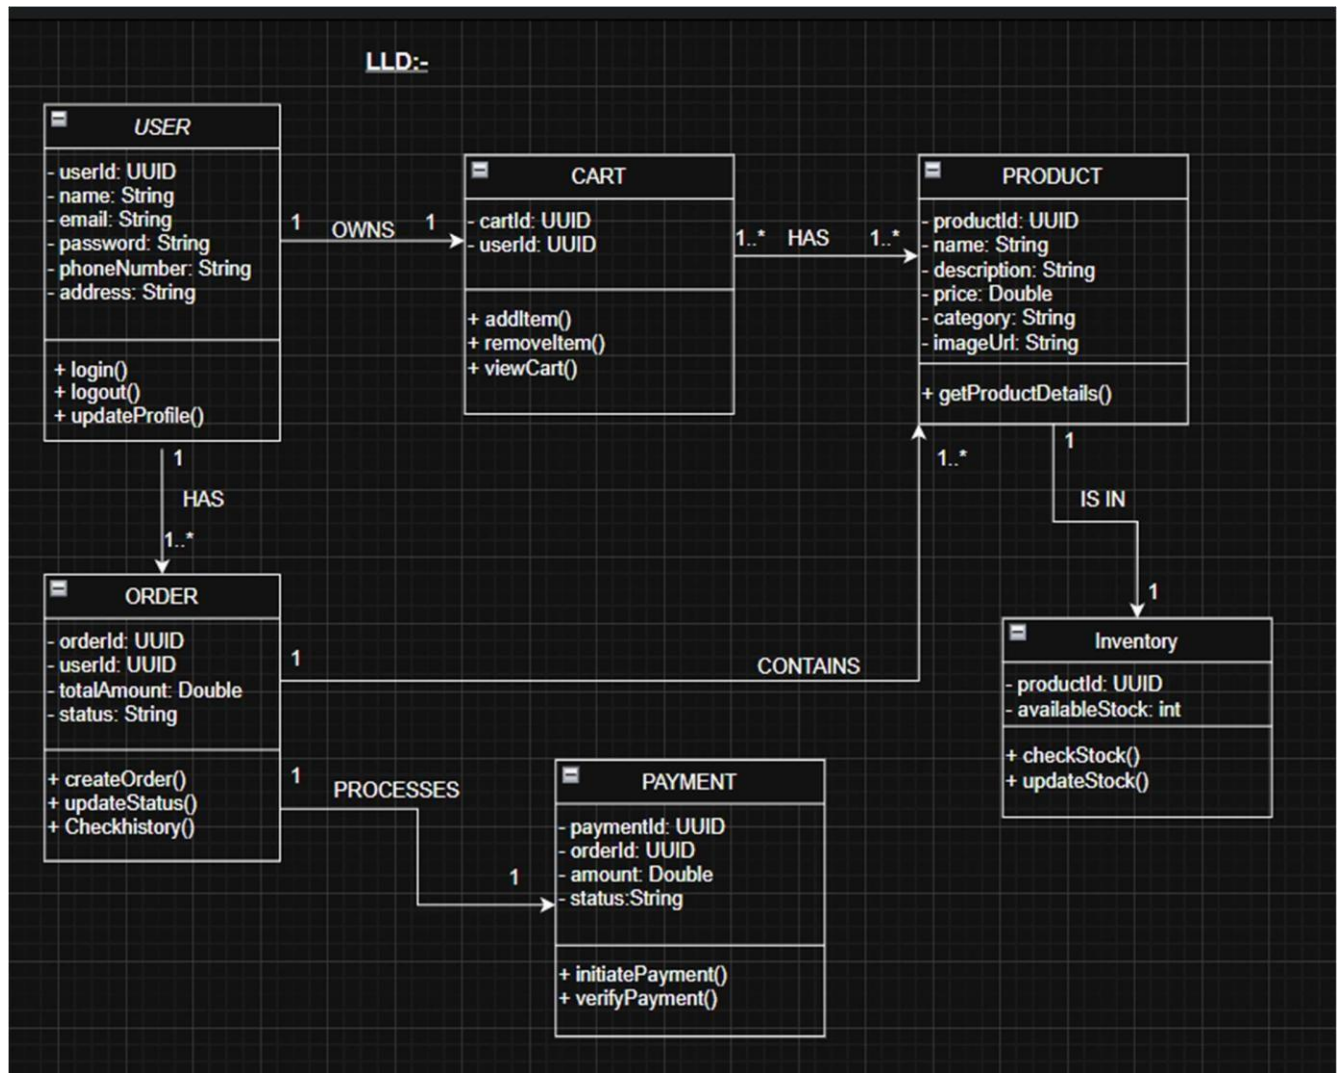 LLD:-
USER
- userId: UUID
- name: String
- email: String
- password: String
- phoneNumber: String
- address: String
+ login()
+ logout()
+ updateProfile()
1
OWNS
1
CART
- cartId: UUID
- userId: UUID
+ addItem()
+ removeItem()
+ viewCart()
1..*
HAS
1..*
PRODUCT
- productId: UUID
- name: String
- description: String
- price: Double
- category: String
- imageUrl: String
+ getProductDetails()
1
HAS
1..*
1..*
1
IS IN
1
ORDER
- orderId: UUID
- userId: UUID
- totalAmount: Double
- status: String
+ createOrder()
+ updateStatus()
+ Checkhistory()
1
CONTAINS
Inventory
- productId: UUID
- availableStock: int
+ checkStock()
+ updateStock()
1
PROCESSES
1
PAYMENT
- paymentId: UUID
- orderId: UUID
- amount: Double
- status:String
+ initiatePayment()
+ verifyPayment()